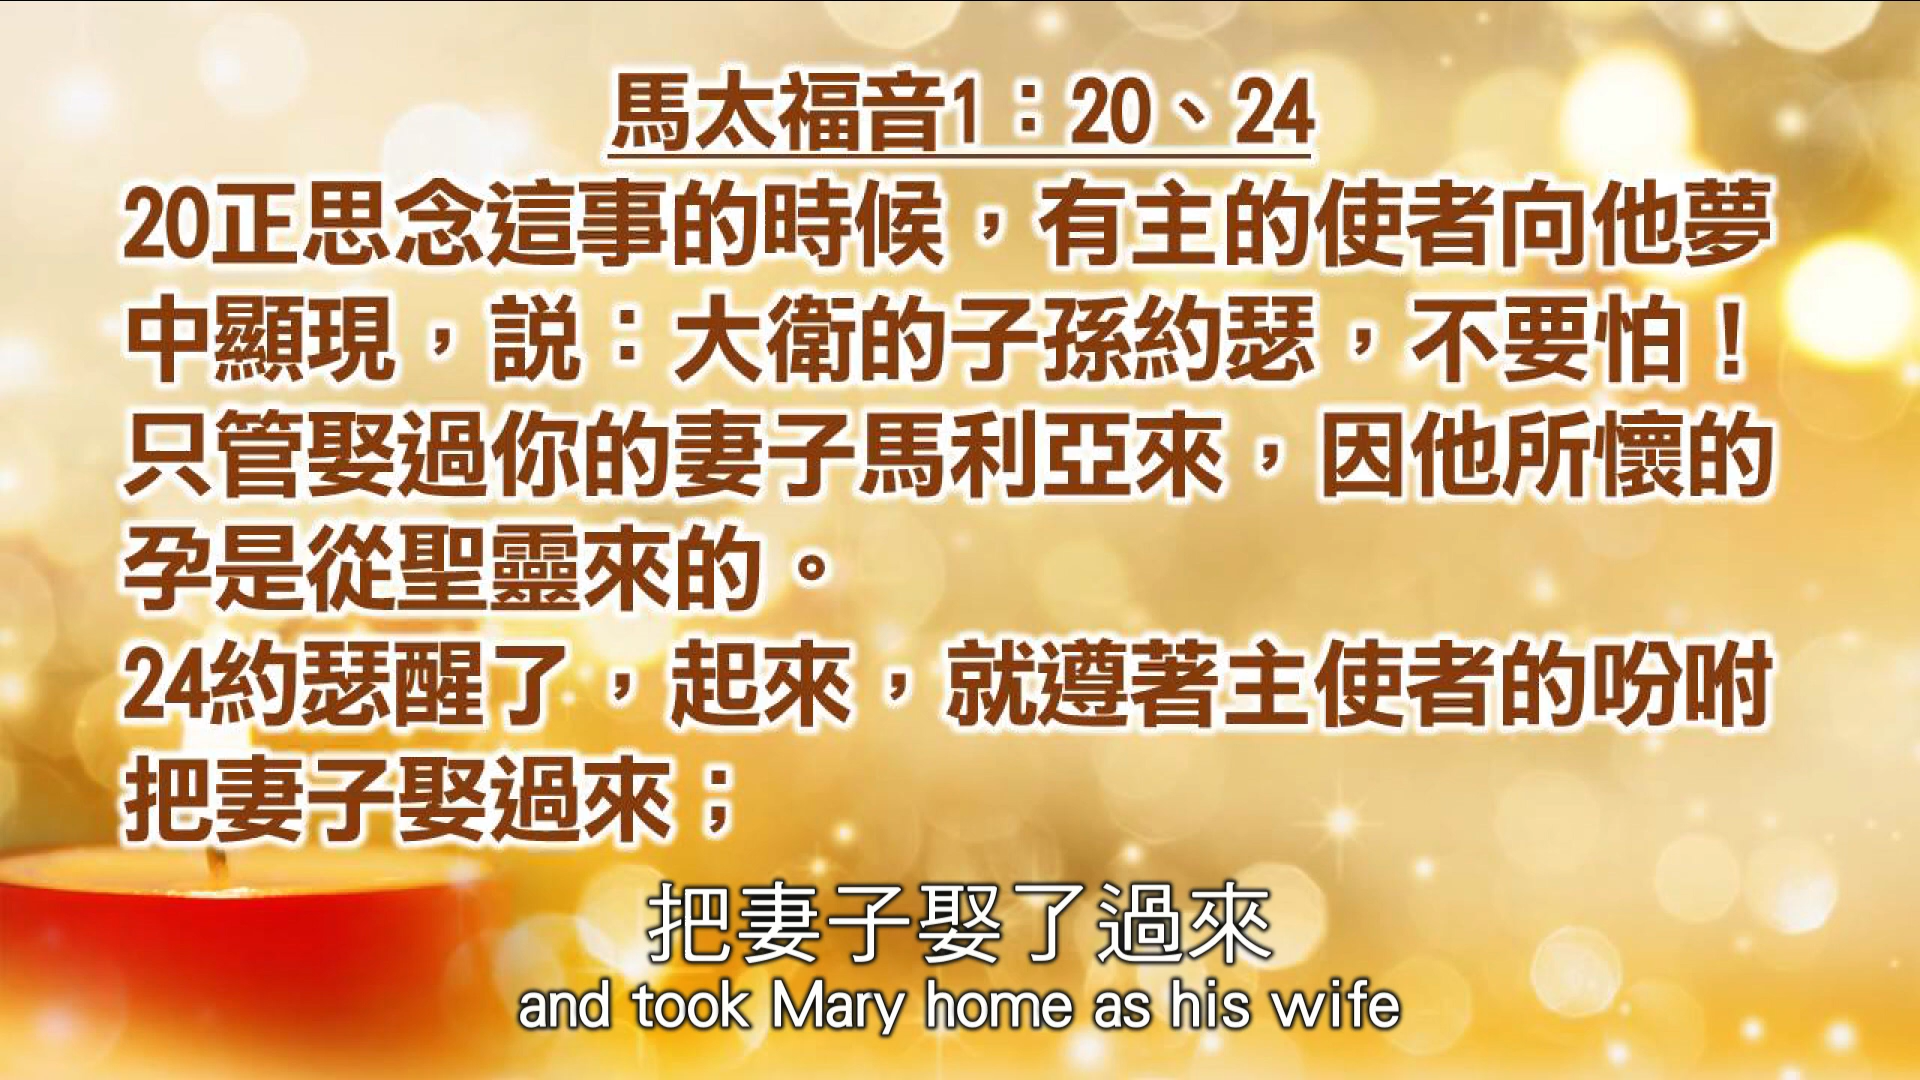 馬太福音1：20、24
20正思念這事的時候，有主的使者向他夢
中顯現，説：大衛的子孫約瑟，不要怕！
只管娶過你的妻子馬利亞來，因他所懷的
孕是從聖靈來的。
24約瑟醒了，起來，就遵著主使者的吩咐
把妻子娶過來；
把妻子娶了過來
and took Mary home as his wife